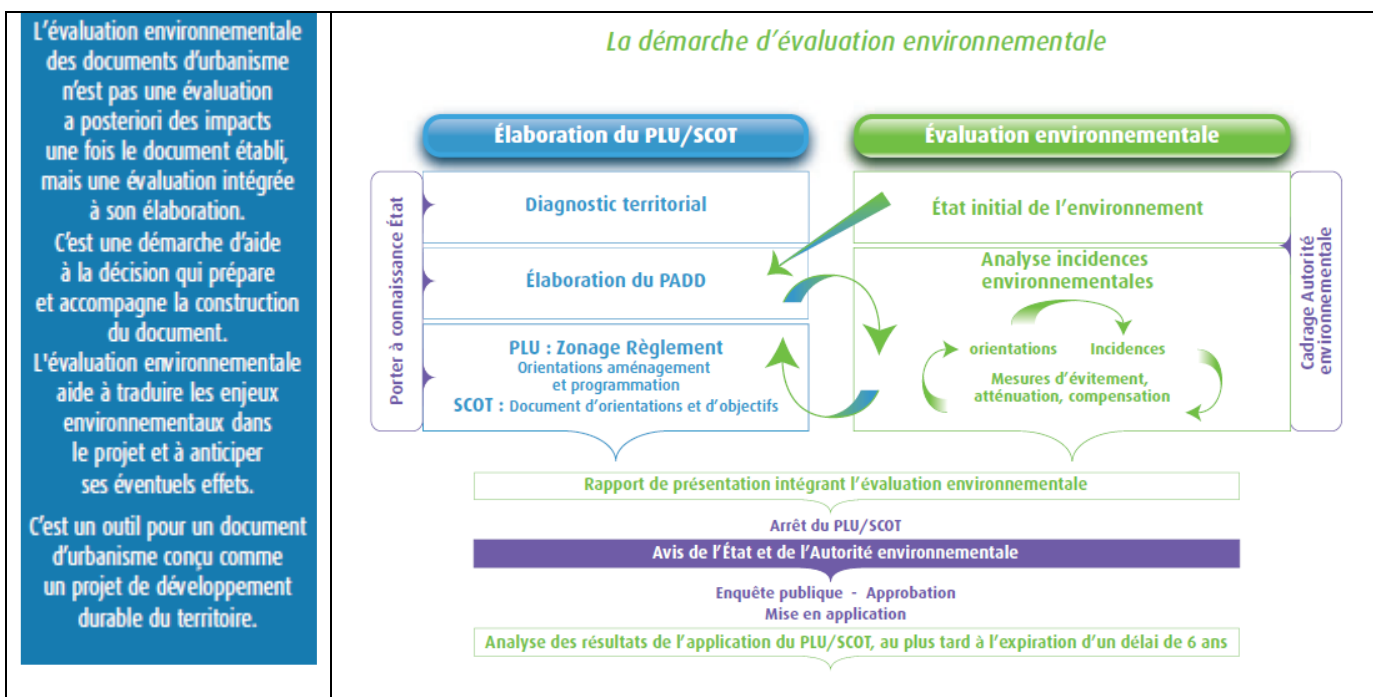 L'évaluation environnementale
des documents d'urbanisme
n'est pas une évaluation
a posteriori des impacts
une fois le document établi,
mais une évaluation intégrée
à son élaboration.
C'est une démarche d'aide
à la décision qui prépare
et accompagne la construction
du document.
L'évaluation environnementale
aide à traduire les enjeux
environnementaux dans
le projet et à anticiper
ses éventuels effets.
C'est un outil pour un document
d'urbanisme conçu comme
un projet de développement
durable du territoire.
La démarche d'évaluation environnementale
Élaboration du PLU/SCOT
Évaluation environnementale
Porter à connaissance État
Diagnostic territorial
Élaboration du PADD
PLU : Zonage Règlement
Orientations aménagement
et programmation
SCOT : Document d'orientations et d'objectifs
État initial de l'environnement
Analyse incidences
environnementales
orientations
Incidences
Mesures d'évitement,
atténuation, compensation
Cadrage Autorité
environnementale
Rapport de présentation intégrant l'évaluation environnementale
Arrêt du PLU/SCOT
Avis de l'État et de l'Autorité environnementale
Enquête publique - Approbation
Mise en application
Analyse des résultats de l'application du PLU/SCOT, au plus tard à l'expiration d'un délai de 6 ans